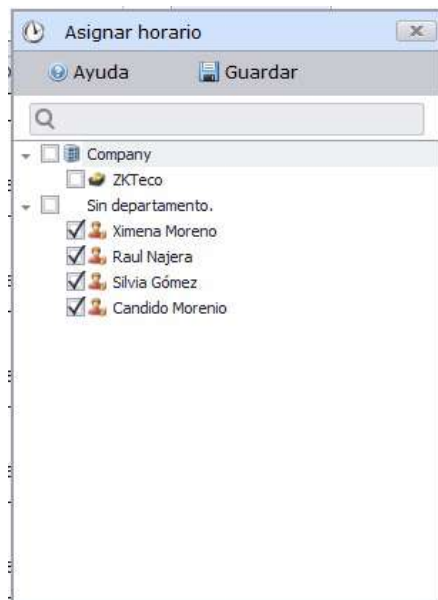 Asignar horario
Ayuda Guardar
Company
ZKTeco
Sin departamento.
Ximena Moreno
Raul Najera
Silvia Gómez
Candido Morenio